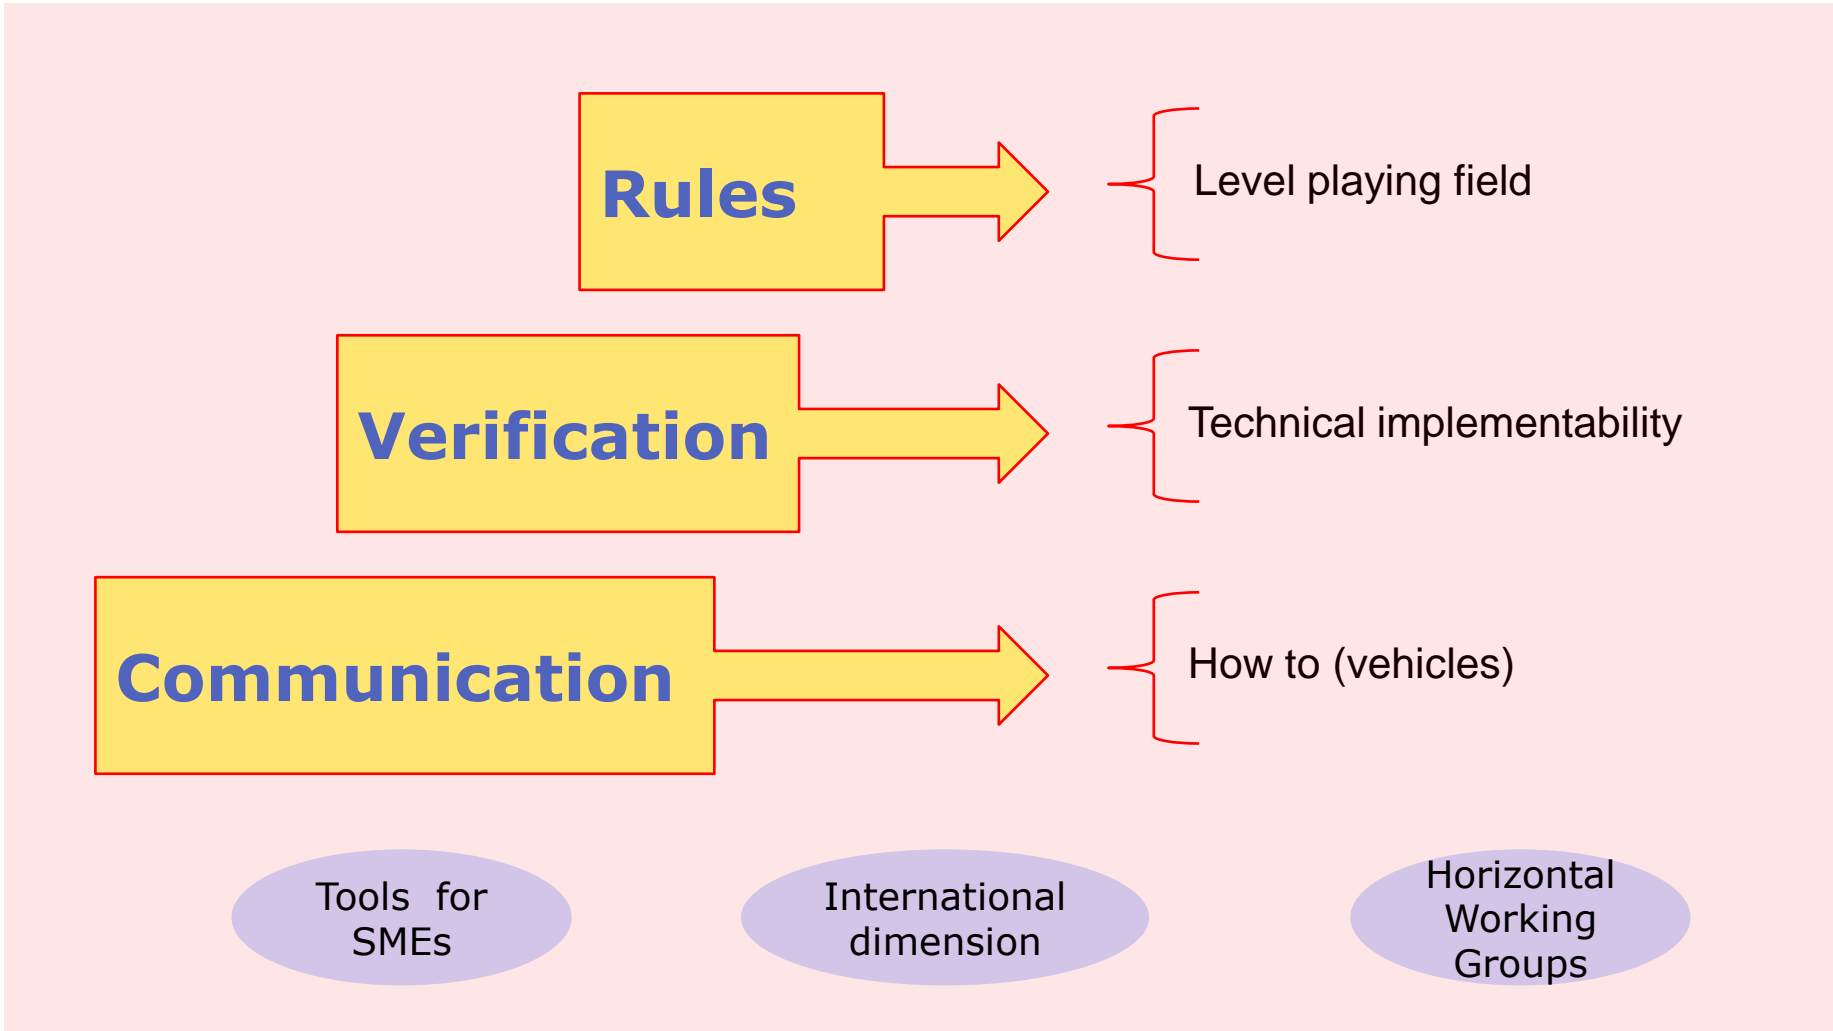 Rules
Level playing field
Verification
Technical implementability
Communication
How to (vehicles)
Tools for
SMEs
International
dimension
Horizontal
Working
Groups